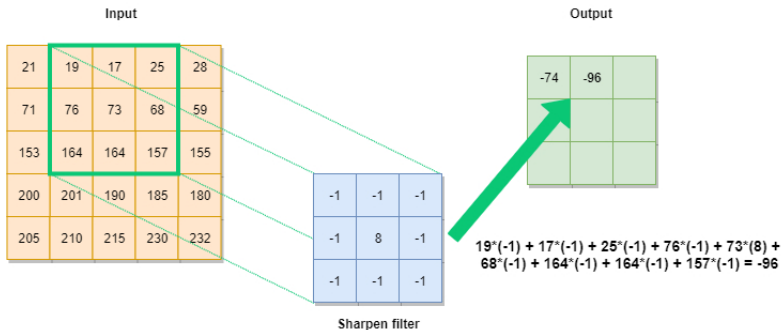 Input
Output
21 19 17 25 28
71 76 73 68 59
153 164 164 157 155
200 201 190 185 180
205 210 215 230 232
-74 -96
-1 -1 -1
-1 8 -1
-1 -1 -1
Sharpen filter
19*(-1) + 17*(-1) + 25*(-1) + 76*(-1) + 73*(8) +
68*(-1) + 164*(-1) + 164*(-1) + 157*(-1) = -96